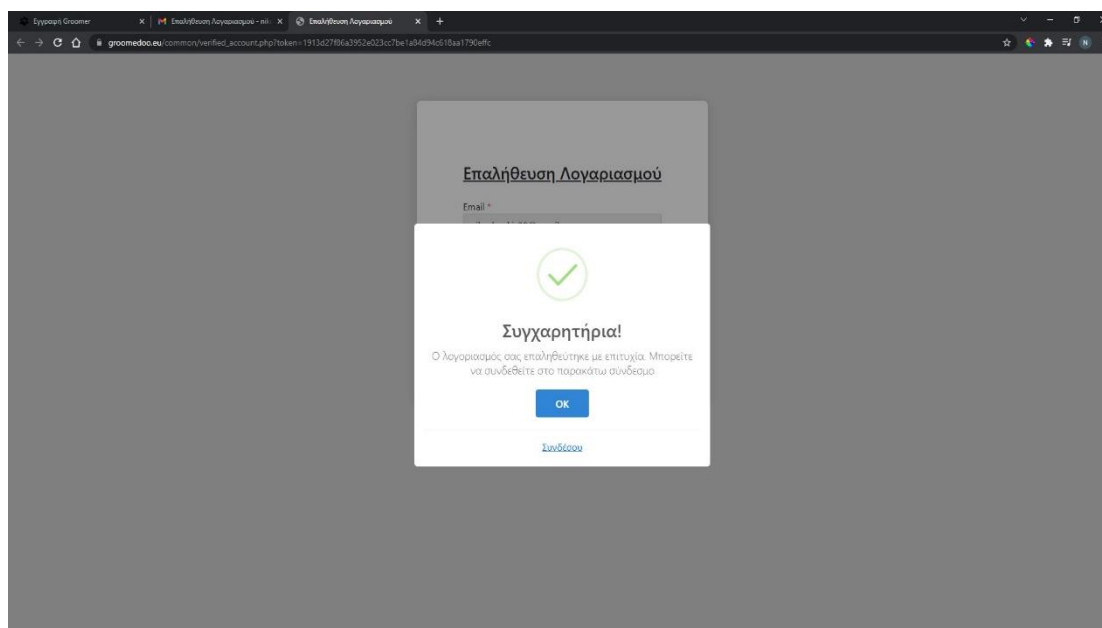 Εγγραφή Groomer
Επαλήθευση Λογαριασμού - nil
Επαλήθευση Λογαριασμού
groomedoo.eu/common/verified_account.php?token=
N
Επαλήθευση Λογαριασμού
Email *
Συγχαρητήρια!
Ο λογαριασμός σας επαληθεύτηκε με επιτυχία. Μπορείτε
να συνδεθείτε στο παρακάτω σύνδεσμο
OK
Συνδέσου